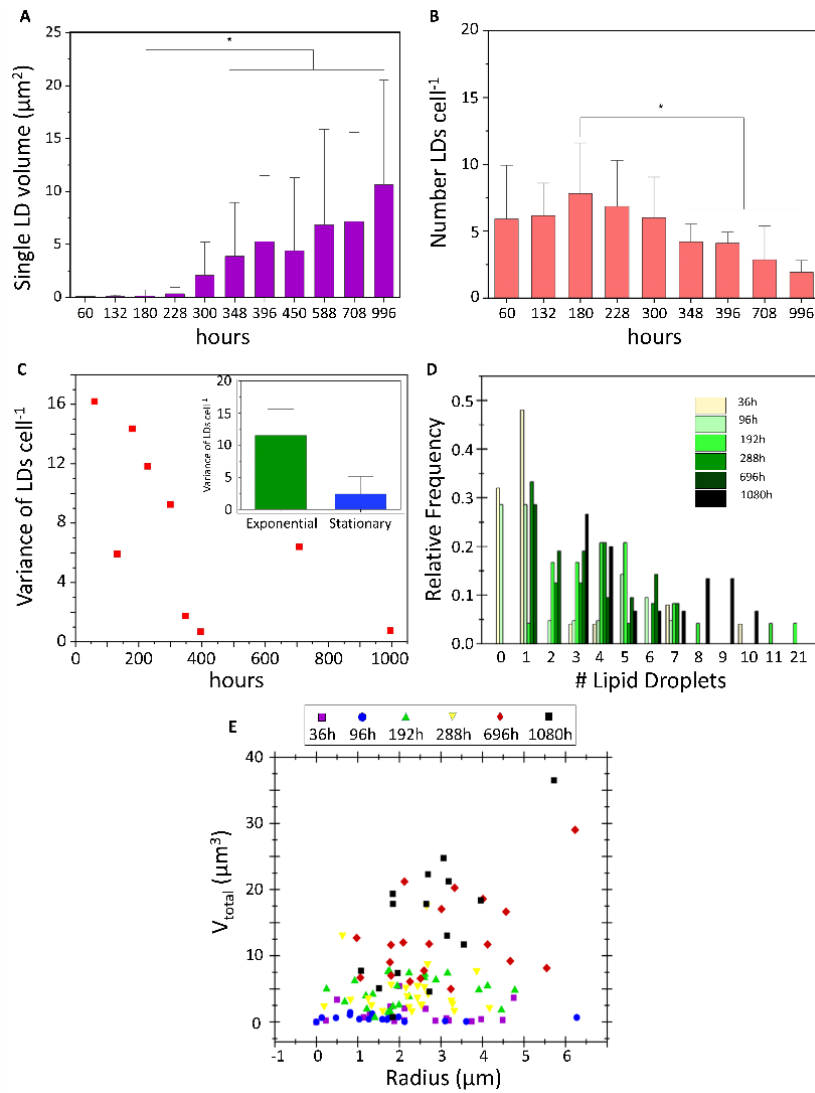 A
*
25
20
15
10
5
0
Single LD volume (μm²)
60 132 180 228 300 348 396 450 588 708 996
hours
B
*
20
15
10
5
0
Number LDs cell⁻¹
60 132 180 228 300 348 396 708 996
hours
C
16
12
8
4
0
Variance of LDs cell⁻¹
0 200 400 600 800 1000
hours
20
15
10
5
0
Variance of LDs cell⁻¹
Exponential Stationary
D
0.5
0.3
0.2
0.0
Relative Frequency
36h
96h
192h
288h
696h
1080h
0 1 2 3 4 5 6 7 8 9 10 11 21
# Lipid Droplets
E
36h 96h 192h 288h 696h 1080h
40
30
20
10
0
V total (μm³)
-1 0 1 2 3 4 5 6
Radius (μm)